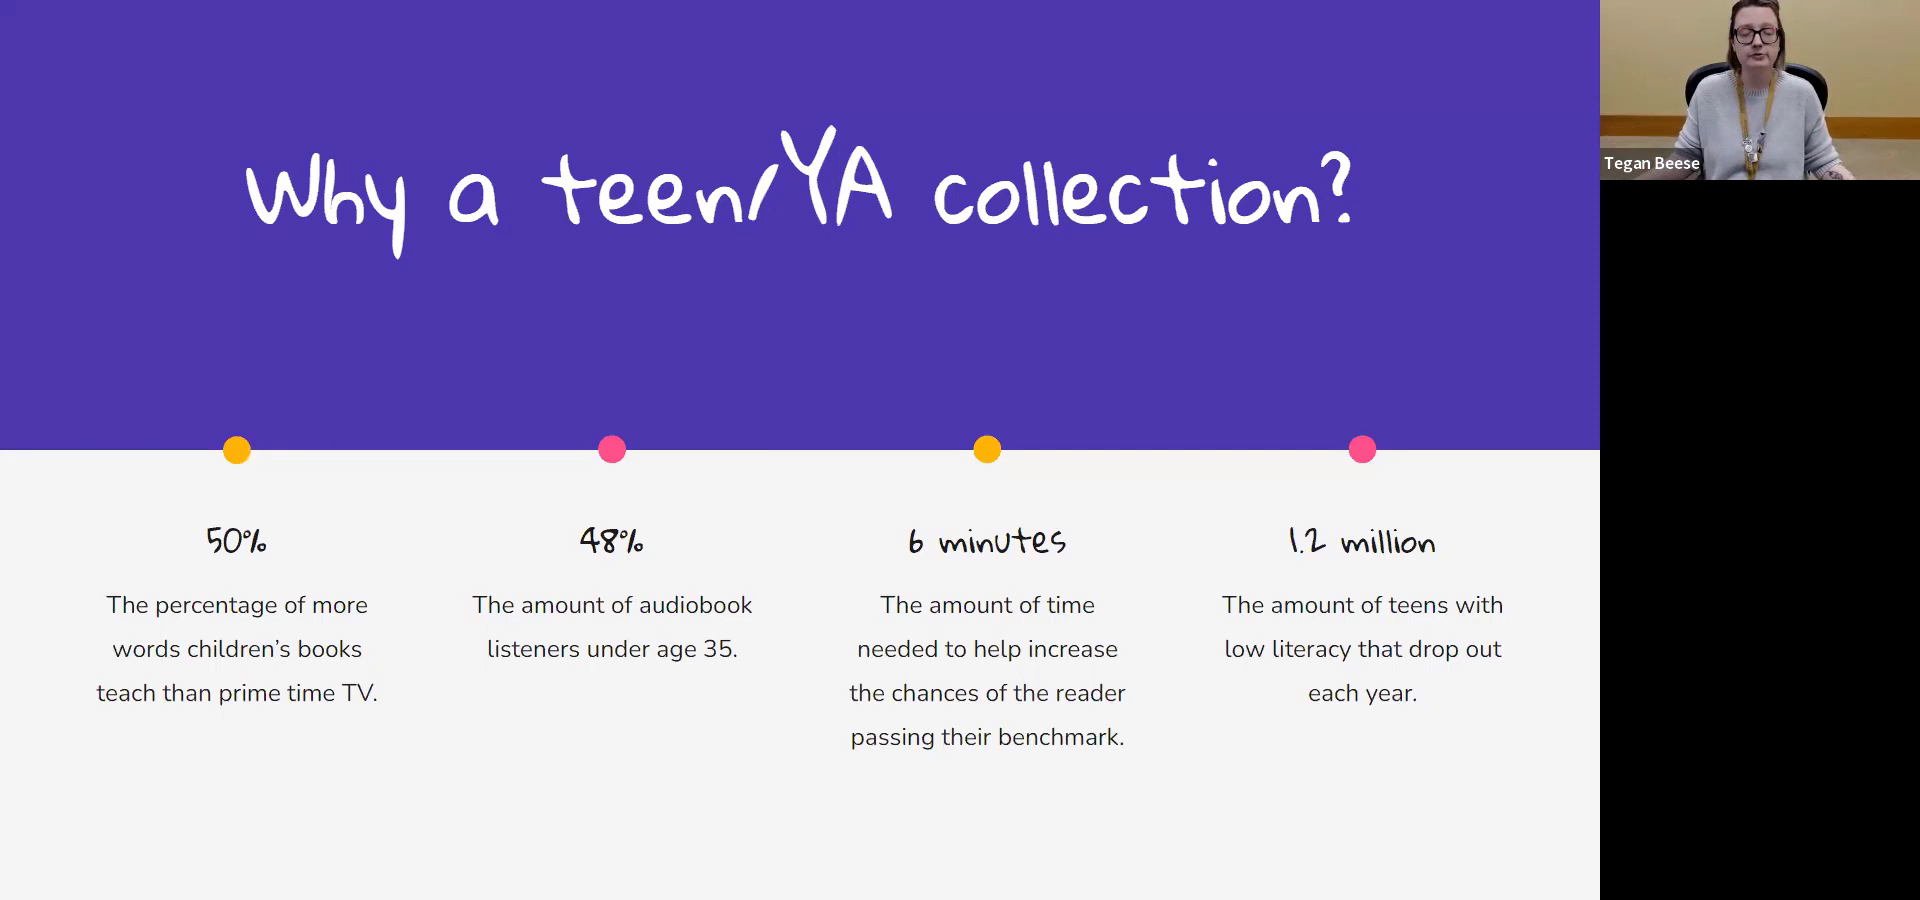 Why a teen/YA collection?
50%
The percentage of more
words children’s books
teach than prime time TV.
48%
The amount of audiobook
listeners under age 35.
6 minutes
The amount of time
needed to help increase
the chances of the reader
passing their benchmark.
1.2 million
The amount of teens with
low literacy that drop out
each year.
Tegan Beese